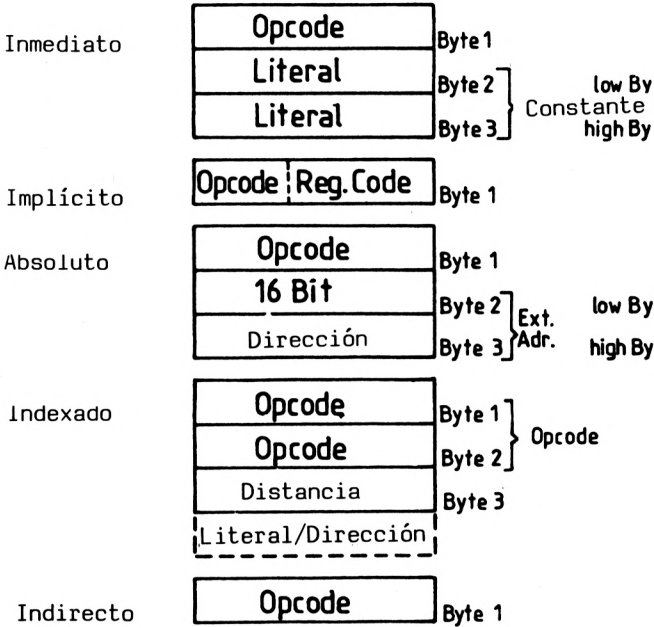 Inmediato
Opcode
Byte 1
Literal
Byte 2
low By
Constante
Literal
Byte 3
high By
Implícito
Opcode Reg. Code
Byte 1
Absoluto
Opcode
Byte 1
16 Bit
Byte 2
low By
Ext.
Adr.
Dirección
Byte 3
high By
Indexado
Opcode
Byte 1
Opcode
Opcode
Byte 2
Distancia
Byte 3
Literal/Dirección
Indirecto
Opcode
Byte 1